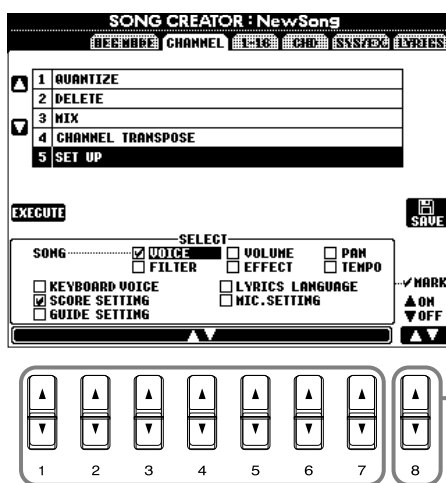 SONG CREATOR : NewSong
REC MODE CHANNEL 1-16 CHD SYS/EX. LYRICS
1 QUANTIZE
2 DELETE
3 MIX
4 CHANNEL TRANSPOSE
5 SET UP
EXECUTE
SAVE
SELECT
SONG VOICE VOLUME PAN
FILTER EFFECT TEMPO
KEYBOARD VOICE LYRICS LANGUAGE
SCORE SETTING MIC.SETTING
GUIDE SETTING
MARK
ON
OFF
1 2 3 4 5 6 7 8